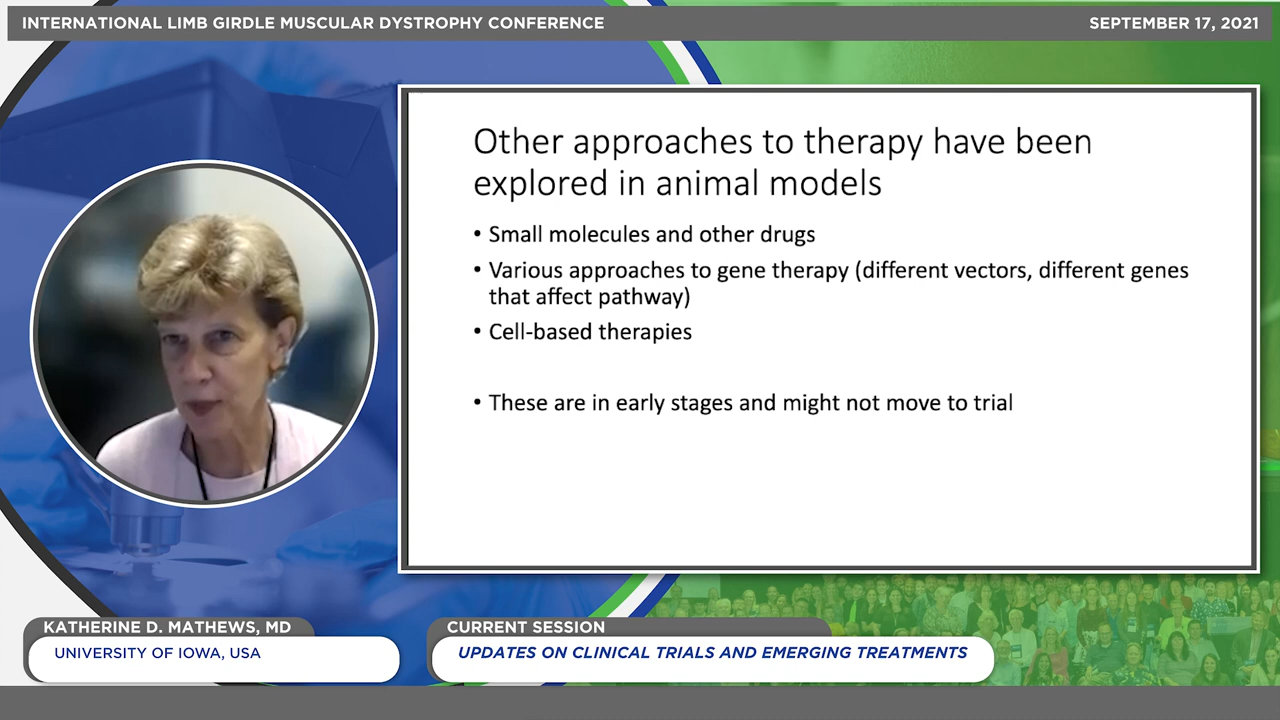 INTERNATIONAL LIMB GIRDLE MUSCULAR DYSTROPHY CONFERENCE
SEPTEMBER 17, 2021
Other approaches to therapy have been
explored in animal models
• Small molecules and other drugs
• Various approaches to gene therapy (different vectors, different genes
that affect pathway)
• Cell-based therapies
• These are in early stages and might not move to trial
KATHERINE D. MATHEWS, MD
UNIVERSITY OF IOWA, USA
CURRENT SESSION
UPDATES ON CLINICAL TRIALS AND EMERGING TREATMENTS